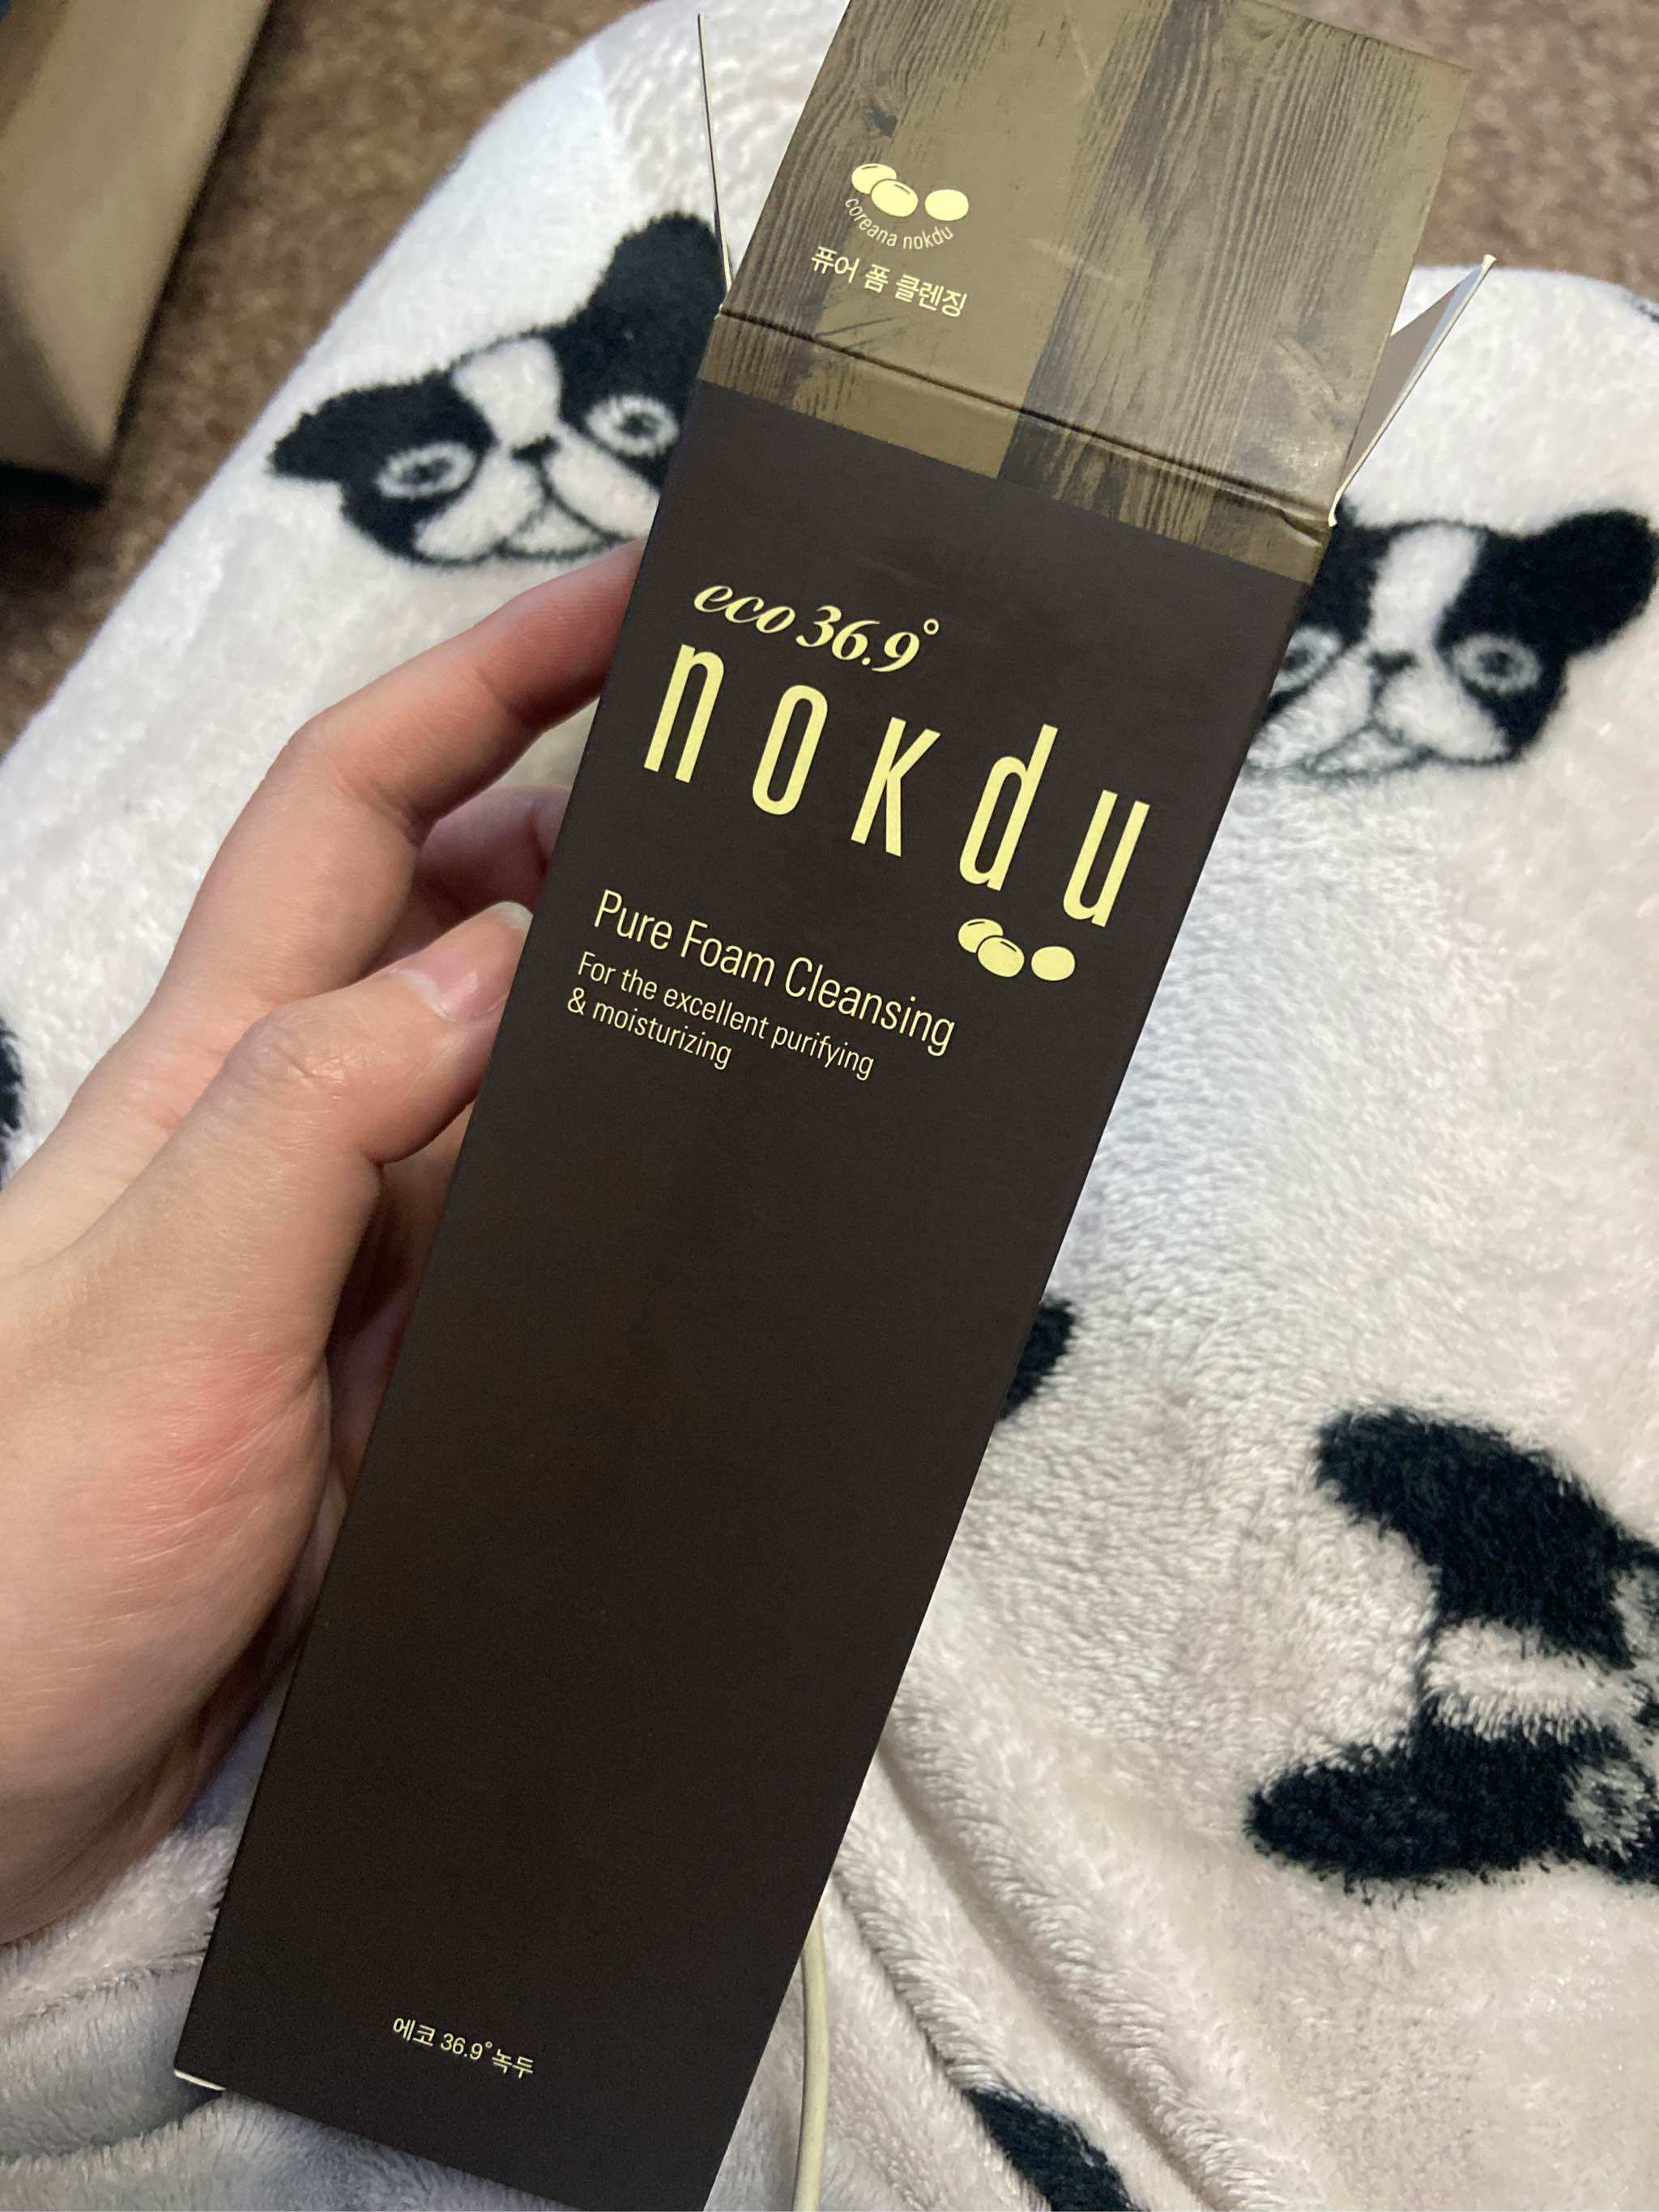 coreana nokdu
퓨어 폼 클렌징
eco 36.9°
nokdu
Pure Foam Cleansing
For the excellent purifying
& moisturizing
에코 36.9°녹두